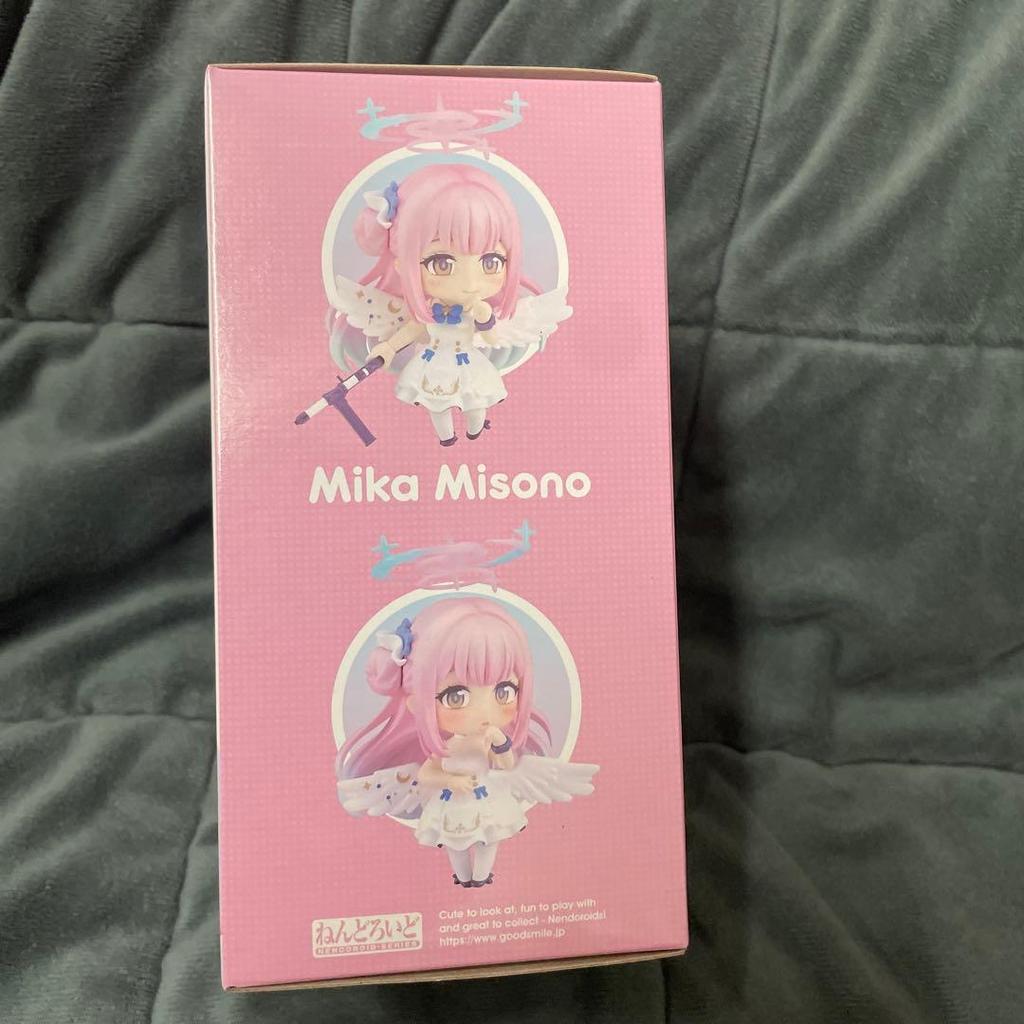 Mika Misono
ねんどろいど
NENDOROID•SERIES
Cute to look at, fun to play with
and great to collect - Nendoroids!
https://www.goodsmile.jp